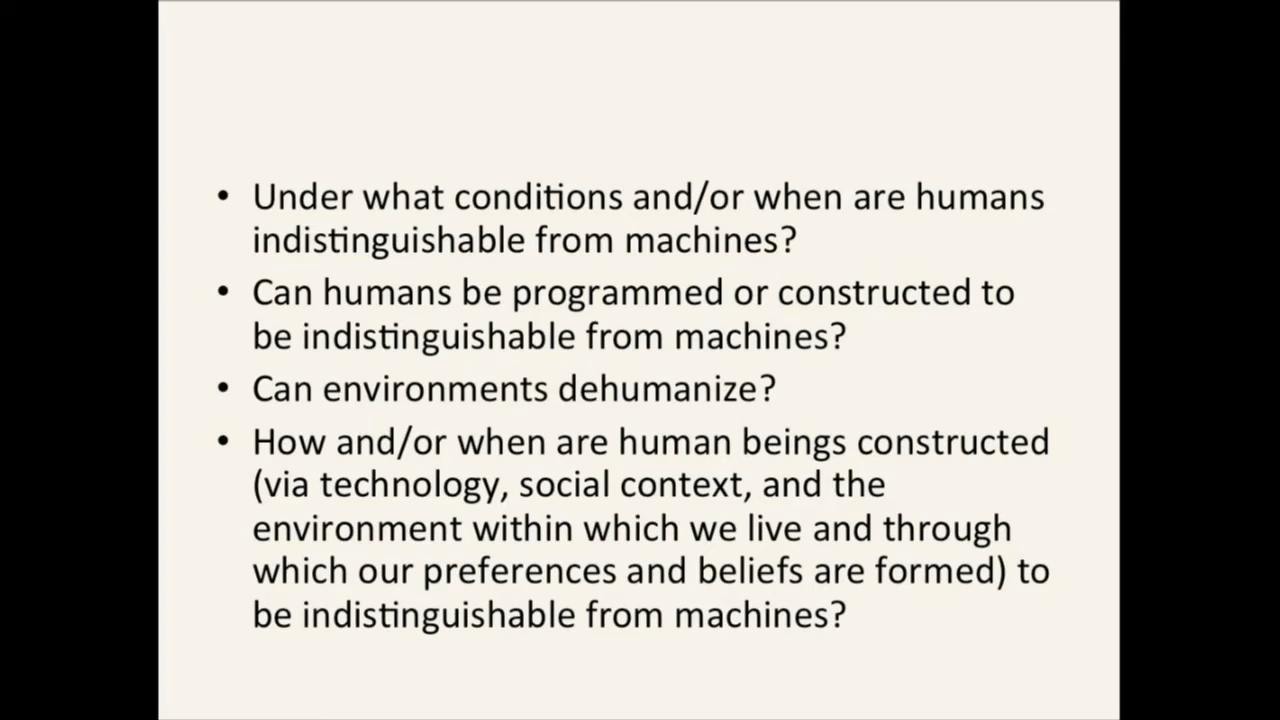 • Under what conditions and/or when are humans
indistinguishable from machines?
• Can humans be programmed or constructed to
be indistinguishable from machines?
• Can environments dehumanize?
• How and/or when are human beings constructed
(via technology, social context, and the
environment within which we live and through
which our preferences and beliefs are formed) to
be indistinguishable from machines?